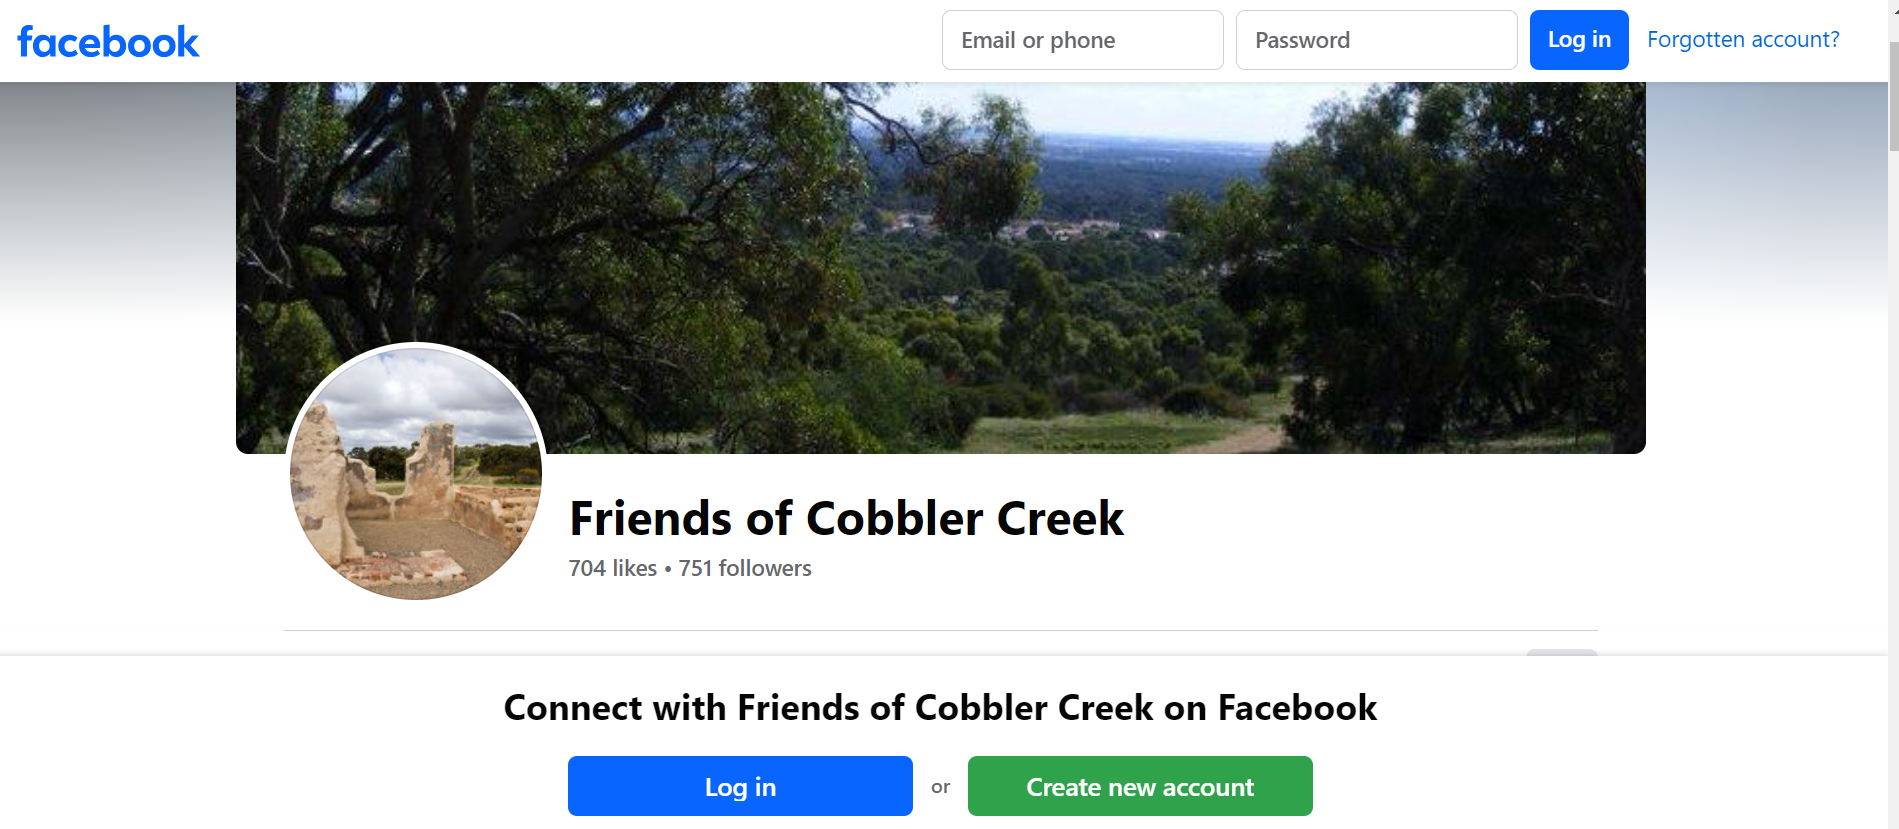 facebook
Email or phone
Password
Log in
Forgotten account?
Friends of Cobbler Creek
704 likes • 751 followers
Connect with Friends of Cobbler Creek on Facebook
Log in
or
Create new account